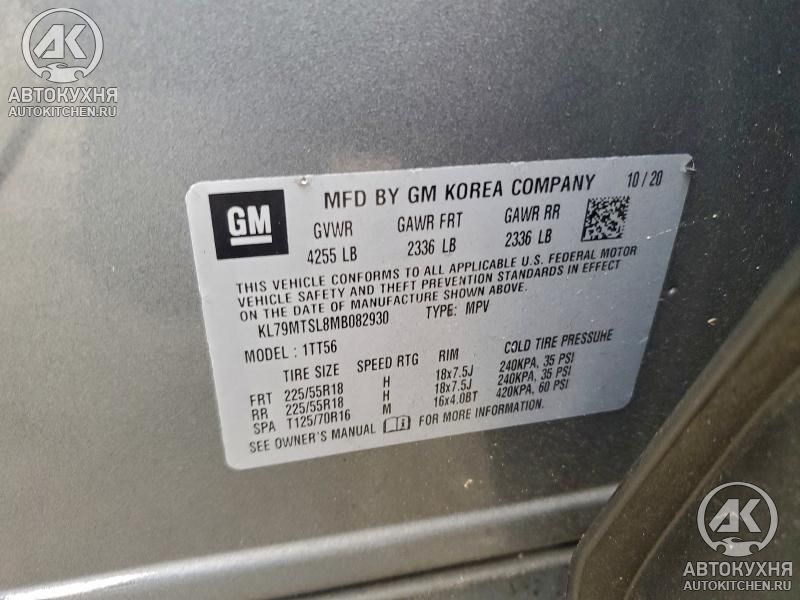 AK
АВТОКУХНЯ
AUTOKITCHEN.RU
GM
MFD BY GM KOREA COMPANY 10/20
GVWR GAWR FRT GAWR RR
4255 LB 2336 LB 2336 LB
THIS VEHICLE CONFORMS TO ALL APPLICABLE U.S. FEDERAL MOTOR
VEHICLE SAFETY AND THEFT PREVENTION STANDARDS IN EFFECT
ON THE DATE OF MANUFACTURE SHOWN ABOVE.
KL79MTSL8MB082930 TYPE: MPV
MODEL: 1TT56
TIRE SIZE SPEED RTG RIM COLD TIRE PRESSURE
FRT 225/55R18 H 18x7.5J 240KPA, 35 PSI
RR 225/55R18 H 18x7.5J 240KPA, 35 PSI
SPA T125/70R16 M 16x4.0BT 420KPA, 60 PSI
SEE OWNER'S MANUAL FOR MORE INFORMATION.
AK
АВТОКУХНЯ
AUTOKITCHEN.RU